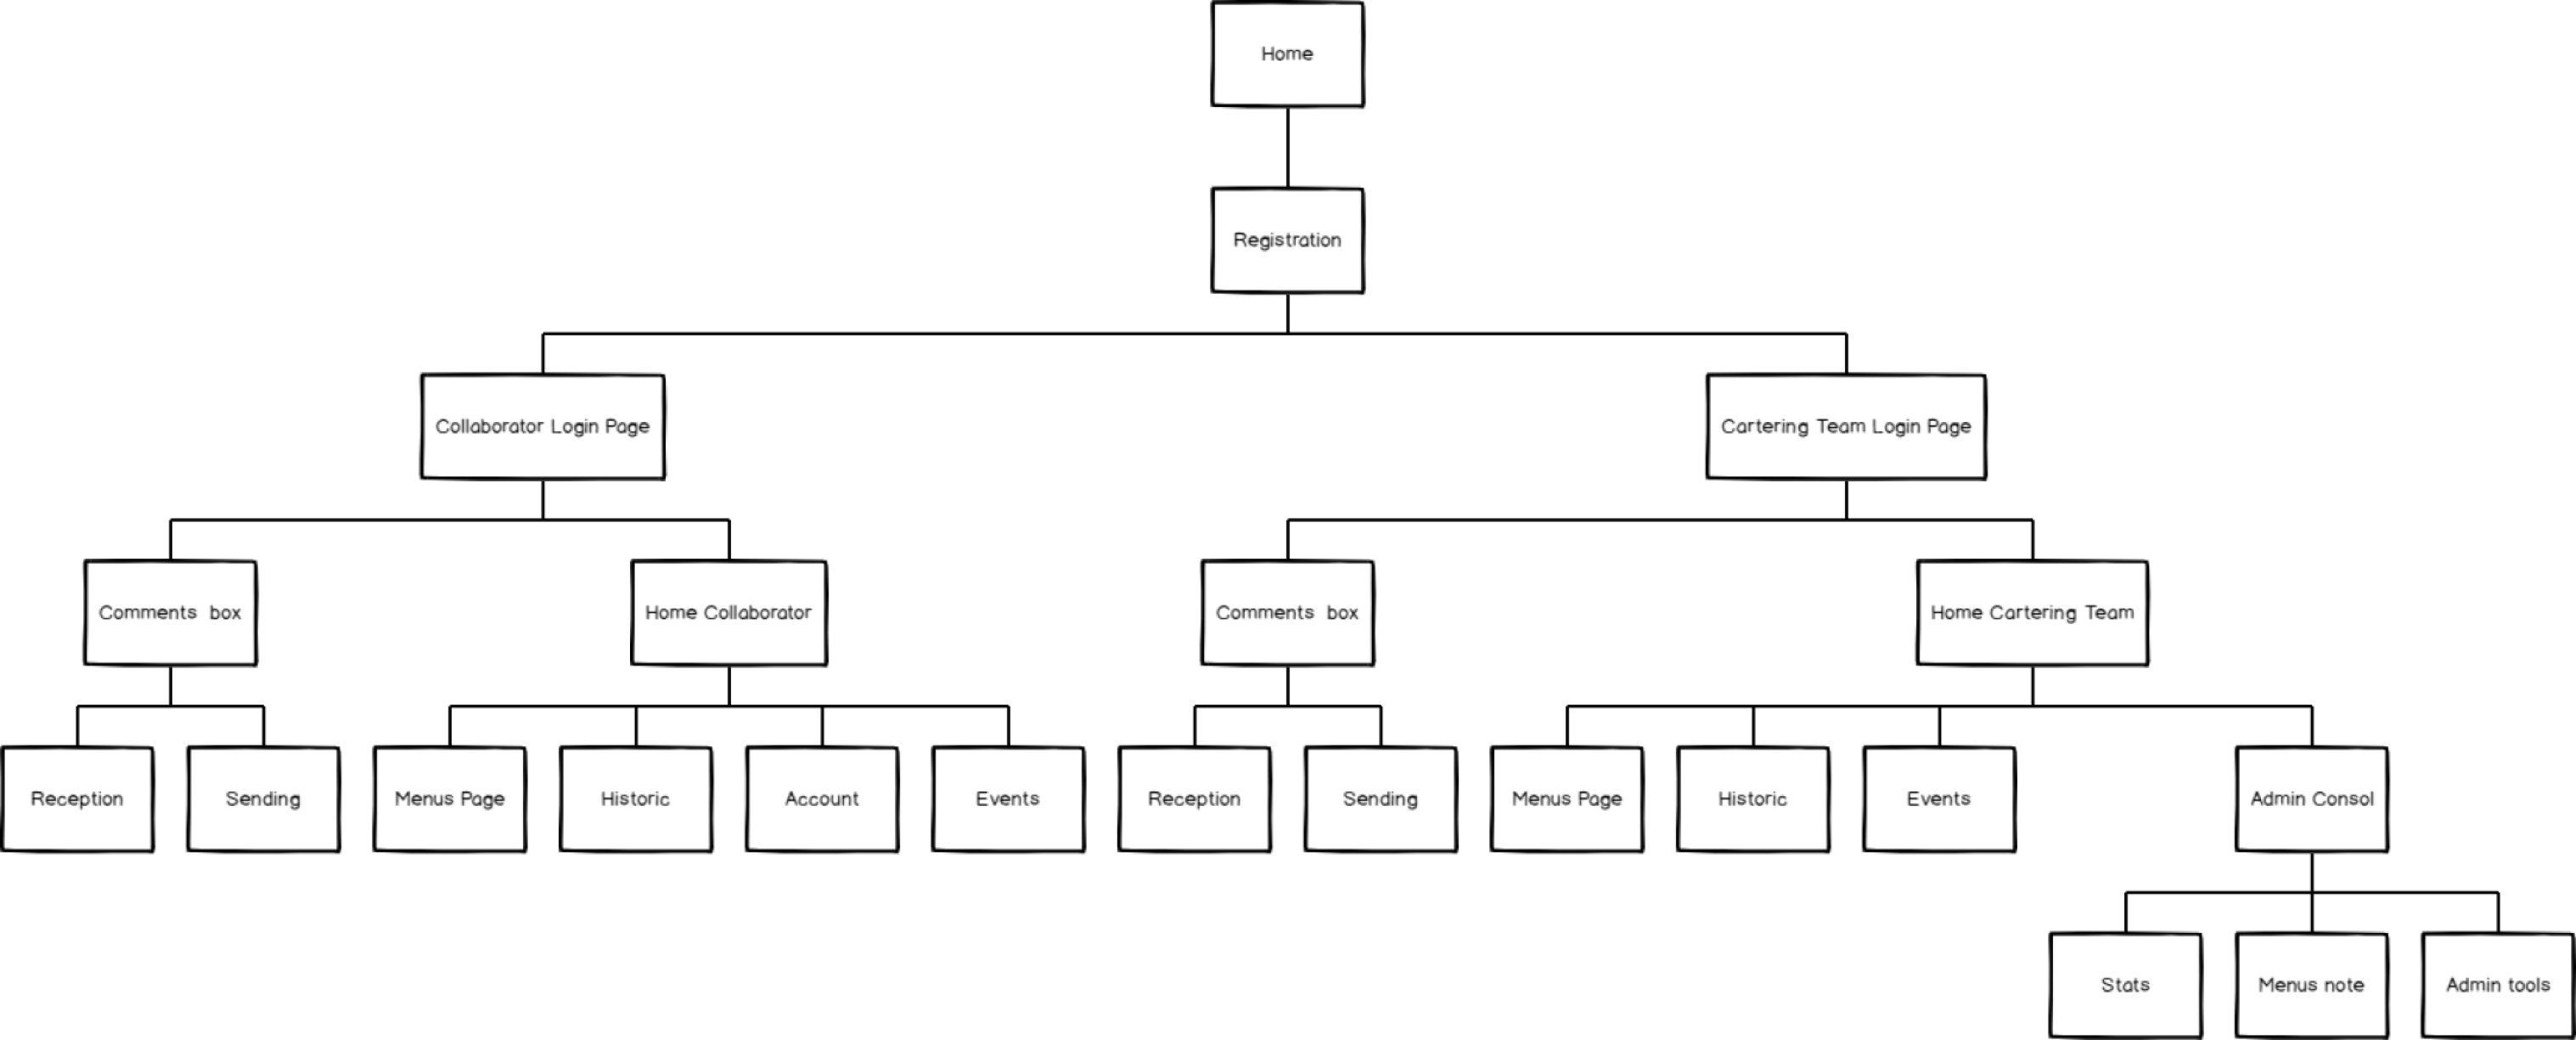 Home
Registration
Collaborator Login Page
Cartering Team Login Page
Comments box
Home Collaborator
Comments box
Home Cartering Team
Reception
Sending
Menus Page
Historic
Account
Events
Reception
Sending
Menus Page
Historic
Events
Admin Consol
Stats
Menus note
Admin tools